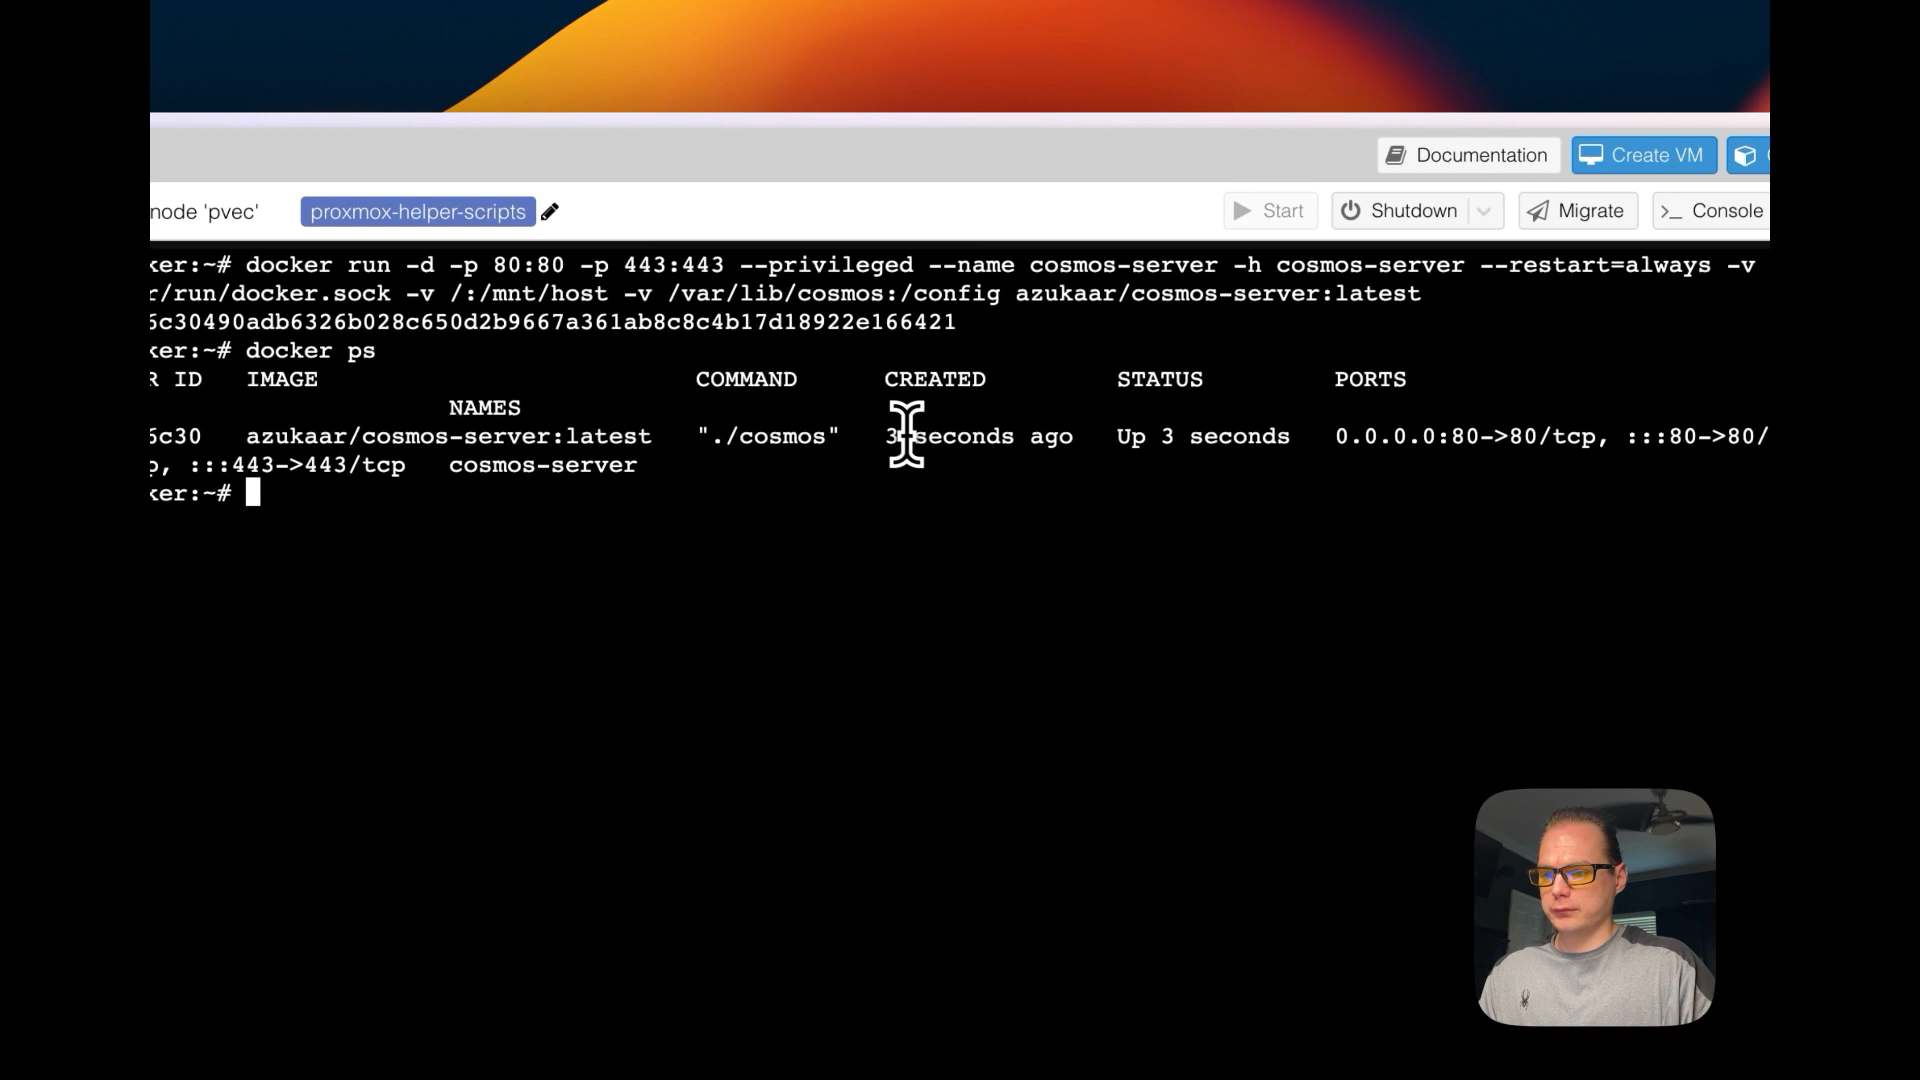 Documentation
Create VM
node 'pvec'
proxmox-helper-scripts
Start
Shutdown
Migrate
>_ Console
ker:~# docker run -d -p 80:80 -p 443:443 --privileged --name cosmos-server -h cosmos-server --restart=always -v
r/run/docker.sock -v /:/mnt/host -v /var/lib/cosmos:/config azukaar/cosmos-server:latest
6c30490adb6326b028c650d2b9667a361ab8c8c4b17d18922e166421
ker:~# docker ps
R ID IMAGE COMMAND CREATED STATUS PORTS
NAMES
6c30 azukaar/cosmos-server:latest "./cosmos" 3 seconds ago Up 3 seconds 0.0.0.0:80->80/tcp, :::80->80/
p, :::443->443/tcp cosmos-server
ker:~#